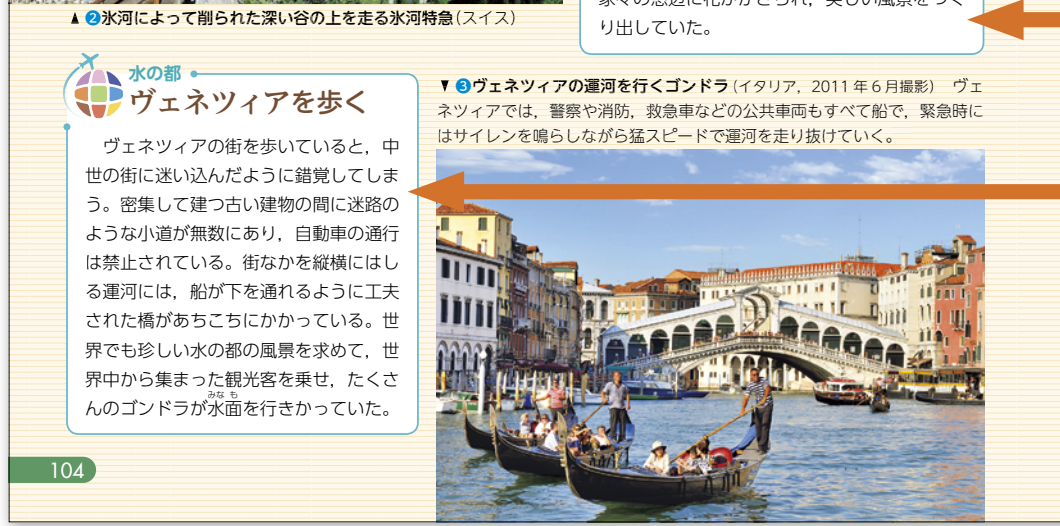 ▲ ❷氷河によって削られた深い谷の上を走る氷河特急(スイス)
り出していた。
水の都
ヴェネツィアを歩く
ヴェネツィアの街を歩いていると，中
世の街に迷い込んだように錯覚してしま
う。密集して建つ古い建物の間に迷路の
ような小道が無数にあり，自動車の通行
は禁止されている。街なかを縦横にはし
る運河には，船が下を通れるように工夫
された橋があちこちにかかっている。世
界でも珍しい水の都の風景を求めて，世
界中から集まった観光客を乗せ，たくさ
みなも
んのゴンドラが水面を行きかっていた。
▼ ❸ヴェネツィアの運河を行くゴンドラ(イタリア，2011年6月撮影) ヴェ
ネツィアでは，警察や消防，救急車などの公共車両もすべて船で，緊急時に
はサイレンを鳴らしながら猛スピードで運河を走り抜けていく。
104